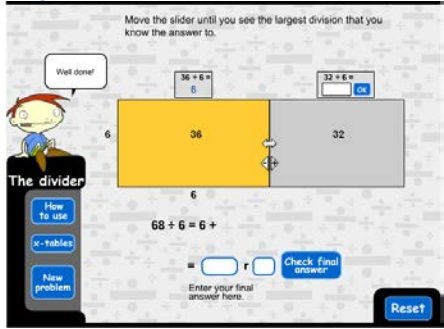 Move the slider until you see the largest division that you
know the answer to.
Well done!
36 ÷ 6 =
6
32 ÷ 6 =
OK
6
36
32
6
The divider
How
to use
x-tables
New
problem
68 ÷ 6 = 6 +
= r
Check final
answer
Enter your final
answer here.
Reset